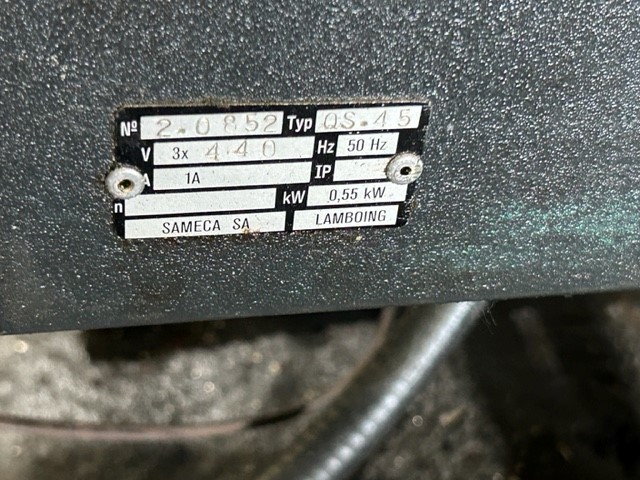 Nº 2.0852 Typ QS.45
V 3x 440 Hz 50 Hz
A 1A IP
n kW 0,55 kW
SAMECA SA LAMBOING